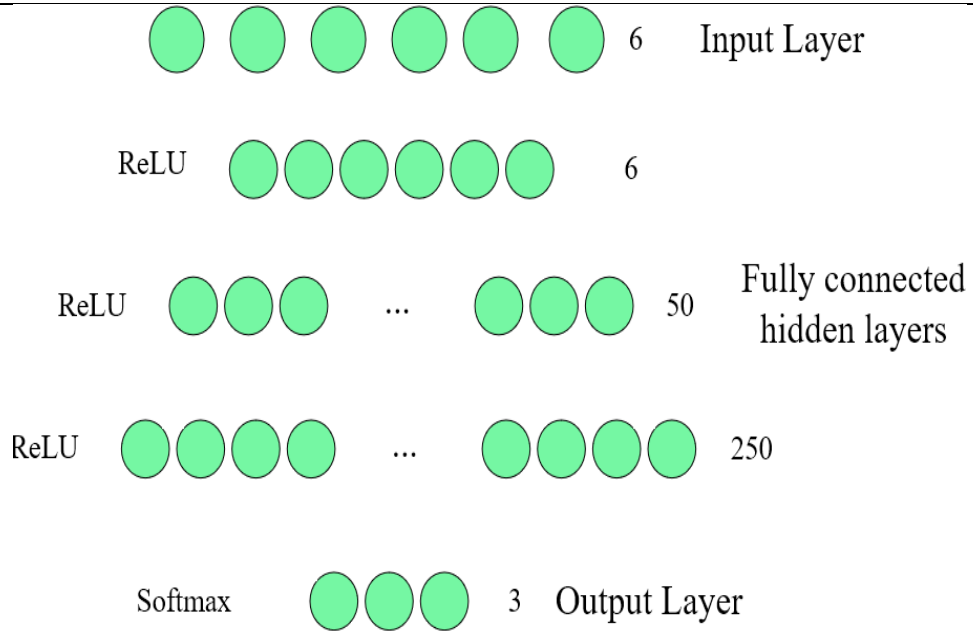 6 Input Layer
ReLU 6
ReLU ... 50 Fully connected
hidden layers
ReLU ... 250
Softmax 3 Output Layer